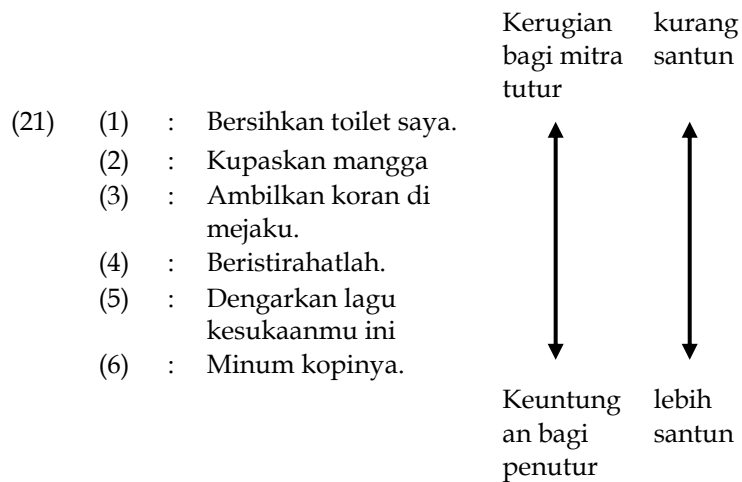 Kerugian kurang
bagi mitra santun
tutur
(21) (1) : Bersihkan toilet saya.
(2) : Kupaskan mangga
(3) : Ambilkan koran di
mejaku.
(4) : Beristirahatlah.
(5) : Dengarkan lagu
kesukaanmu ini
(6) : Minum kopinya.
Keuntung lebih
an bagi santun
penutur